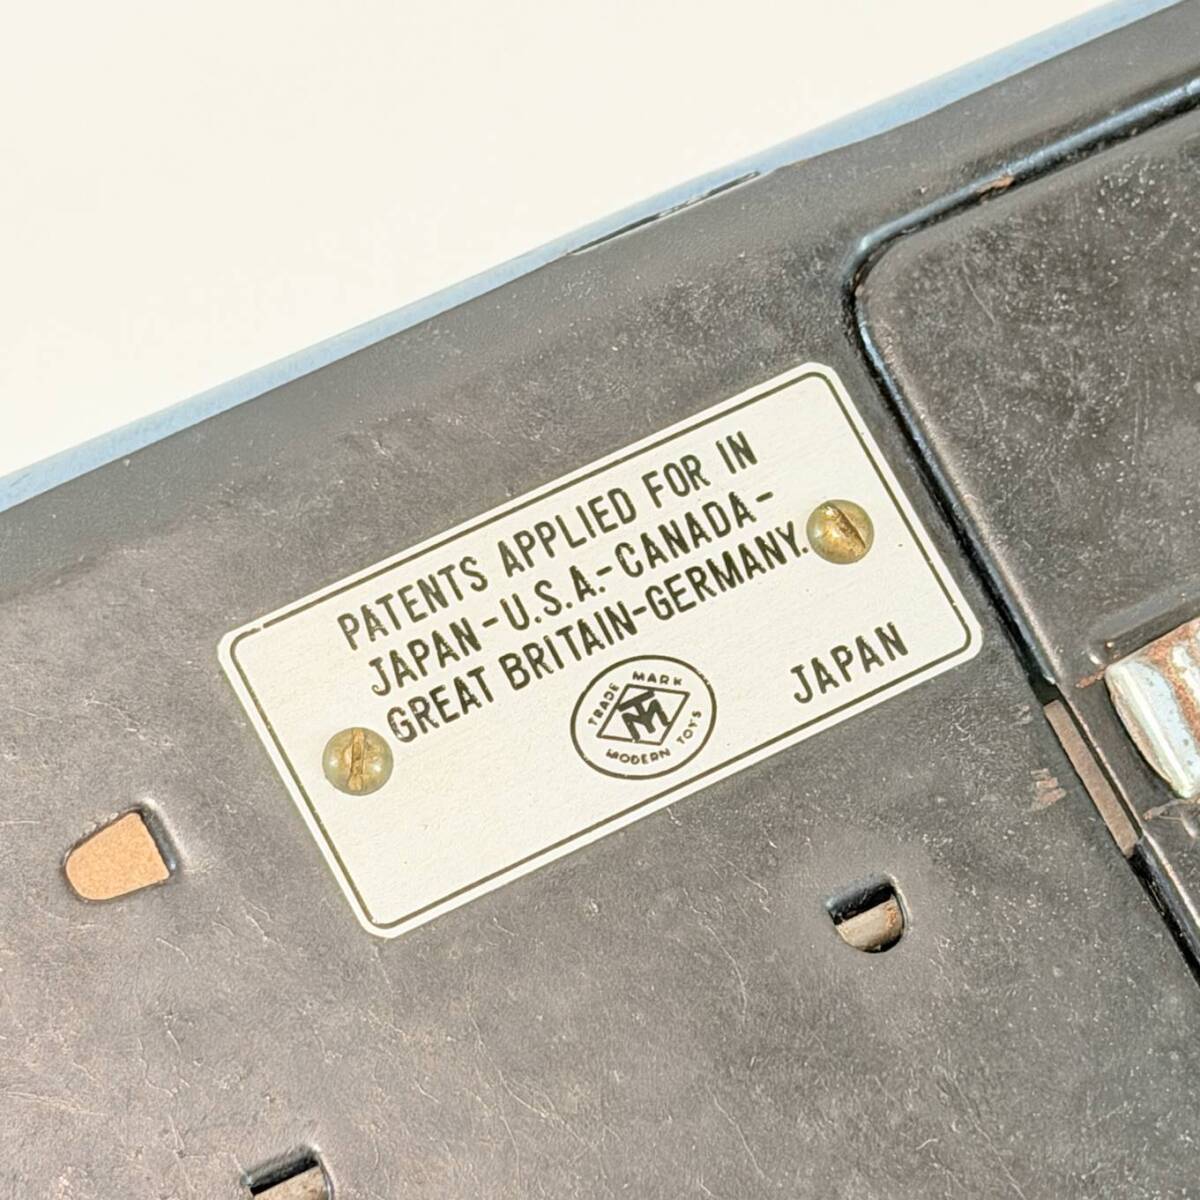 PATENTS APPLIED FOR IN
JAPAN-U.S.A.-CANADA-
GREAT BRITAIN-GERMANY.
TRADE MARK
TM
MODERN TOYS
JAPAN